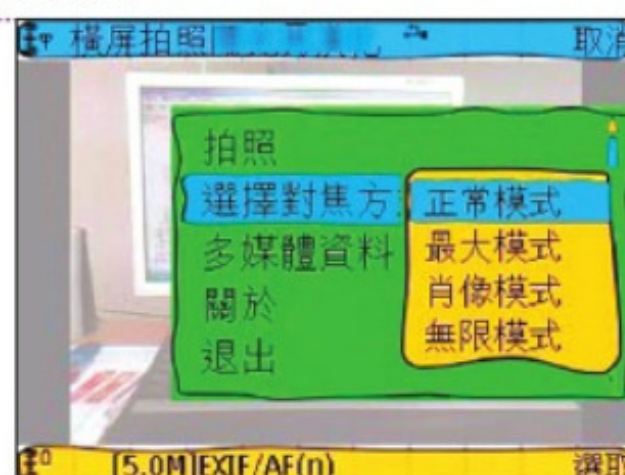 橫屏拍照
取消
拍照
選擇對焦方
正常模式
多媒體資料
最大模式
關於
肖像模式
退出
無限模式
[5.0M]EXIF/AF(n)
選取